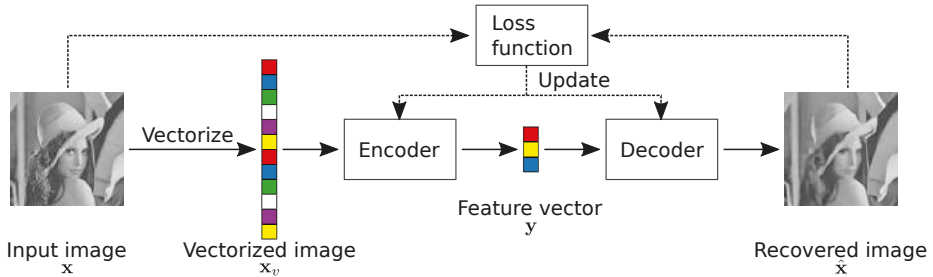 Loss
function
Update
Vectorize
Encoder
Decoder
Feature vector
y
Input image
x
Vectorized image
x_v
Recovered image
x̂